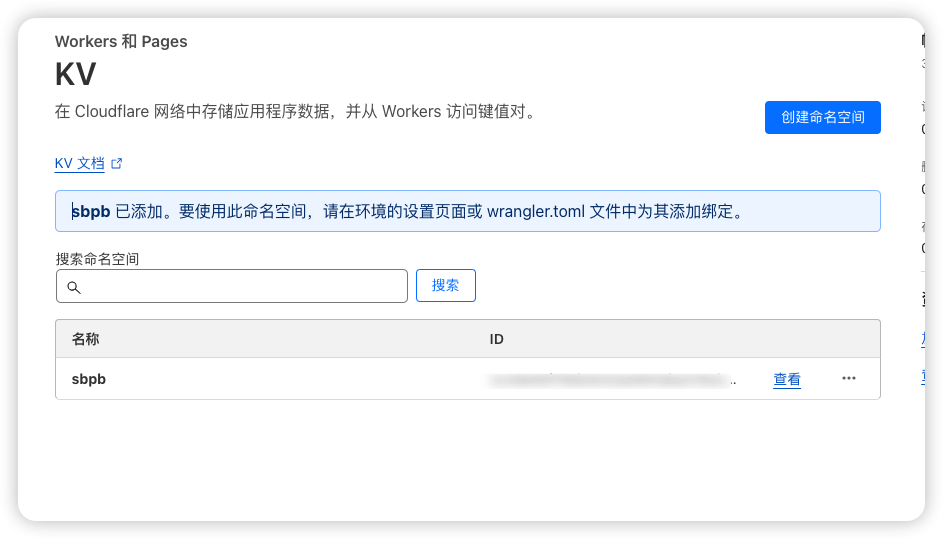 Workers 和 Pages
KV
在 Cloudflare 网络中存储应用程序数据，并从 Workers 访问键值对。
创建命名空间
KV 文档
sbpb 已添加。要使用此命名空间，请在环境的设置页面或 wrangler.toml 文件中为其添加绑定。
搜索命名空间
搜索
名称 ID
sbpb 查看